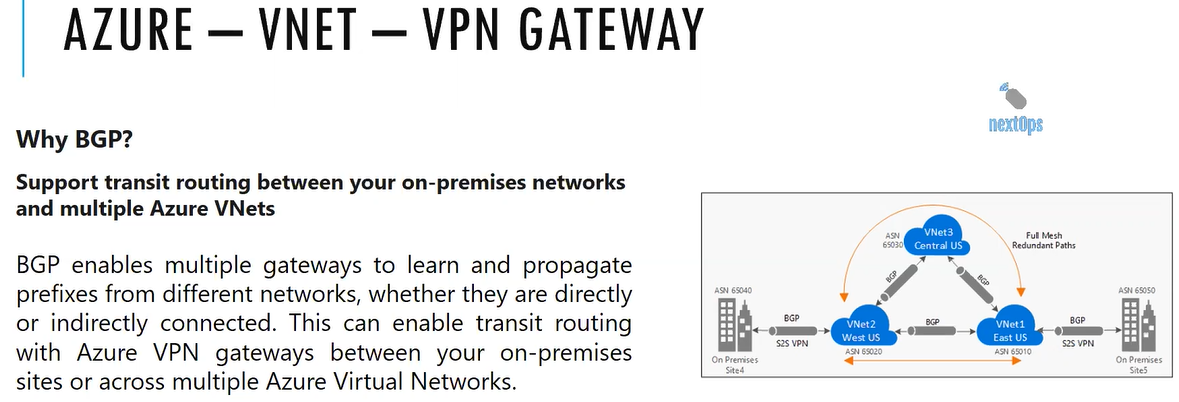 AZURE – VNET – VPN GATEWAY
nextOps
Why BGP?
Support transit routing between your on-premises networks
and multiple Azure VNets
BGP enables multiple gateways to learn and propagate
prefixes from different networks, whether they are directly
or indirectly connected. This can enable transit routing
with Azure VPN gateways between your on-premises
sites or across multiple Azure Virtual Networks.
ASN
65030
VNet3
Central US
Full Mesh
Redundant Paths
BGP
BGP
ASN 65040
BGP
S2S VPN
On Premises
Site4
VNet2
West US
ASN 65020
BGP
VNet1
East US
ASN 65010
BGP
S2S VPN
ASN 65050
On Premises
Site5